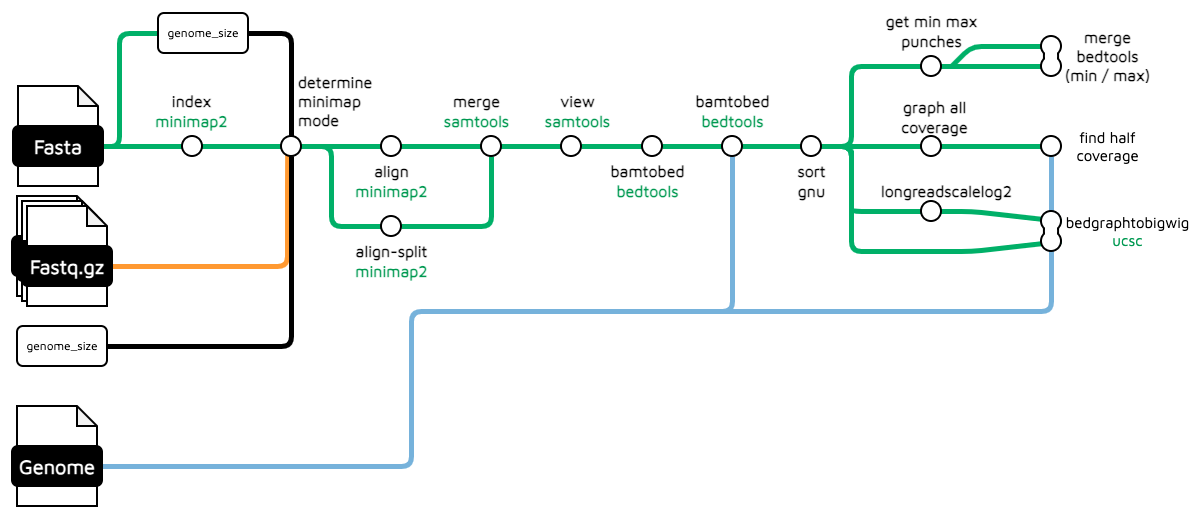 genome_size
get min max
punches
merge
bedtools
(min / max)
determine
minimap
mode
index
minimap2
merge
samtools
view
samtools
bamtobed
bedtools
graph all
coverage
Fasta
find half
coverage
align
minimap2
bamtobed
bedtools
sort
gnu
longreadscalelog2
bedgraphtobigwig
ucsc
align-split
minimap2
Fastq.gz
genome_size
Genome